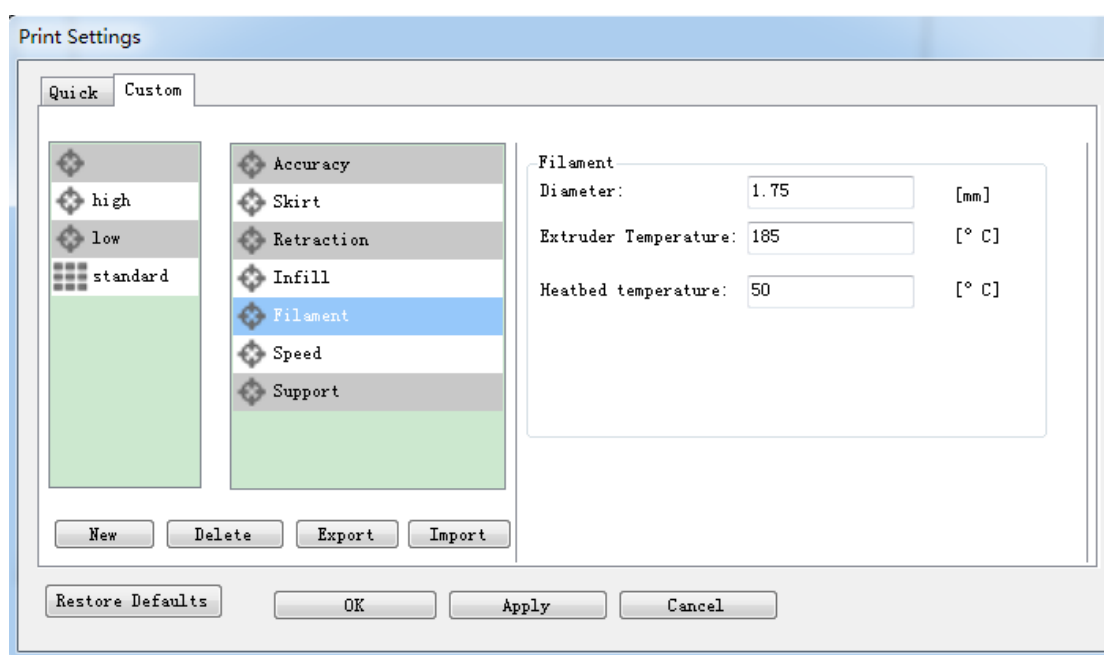 Print Settings
Quick Custom
high
low
standard
Accuracy
Skirt
Retraction
Infill
Filament
Speed
Support
Filament
Diameter: 1.75 [mm]
Extruder Temperature: 185 [° C]
Heatbed temperature: 50 [° C]
New Delete Export Import
Restore Defaults OK Apply Cancel